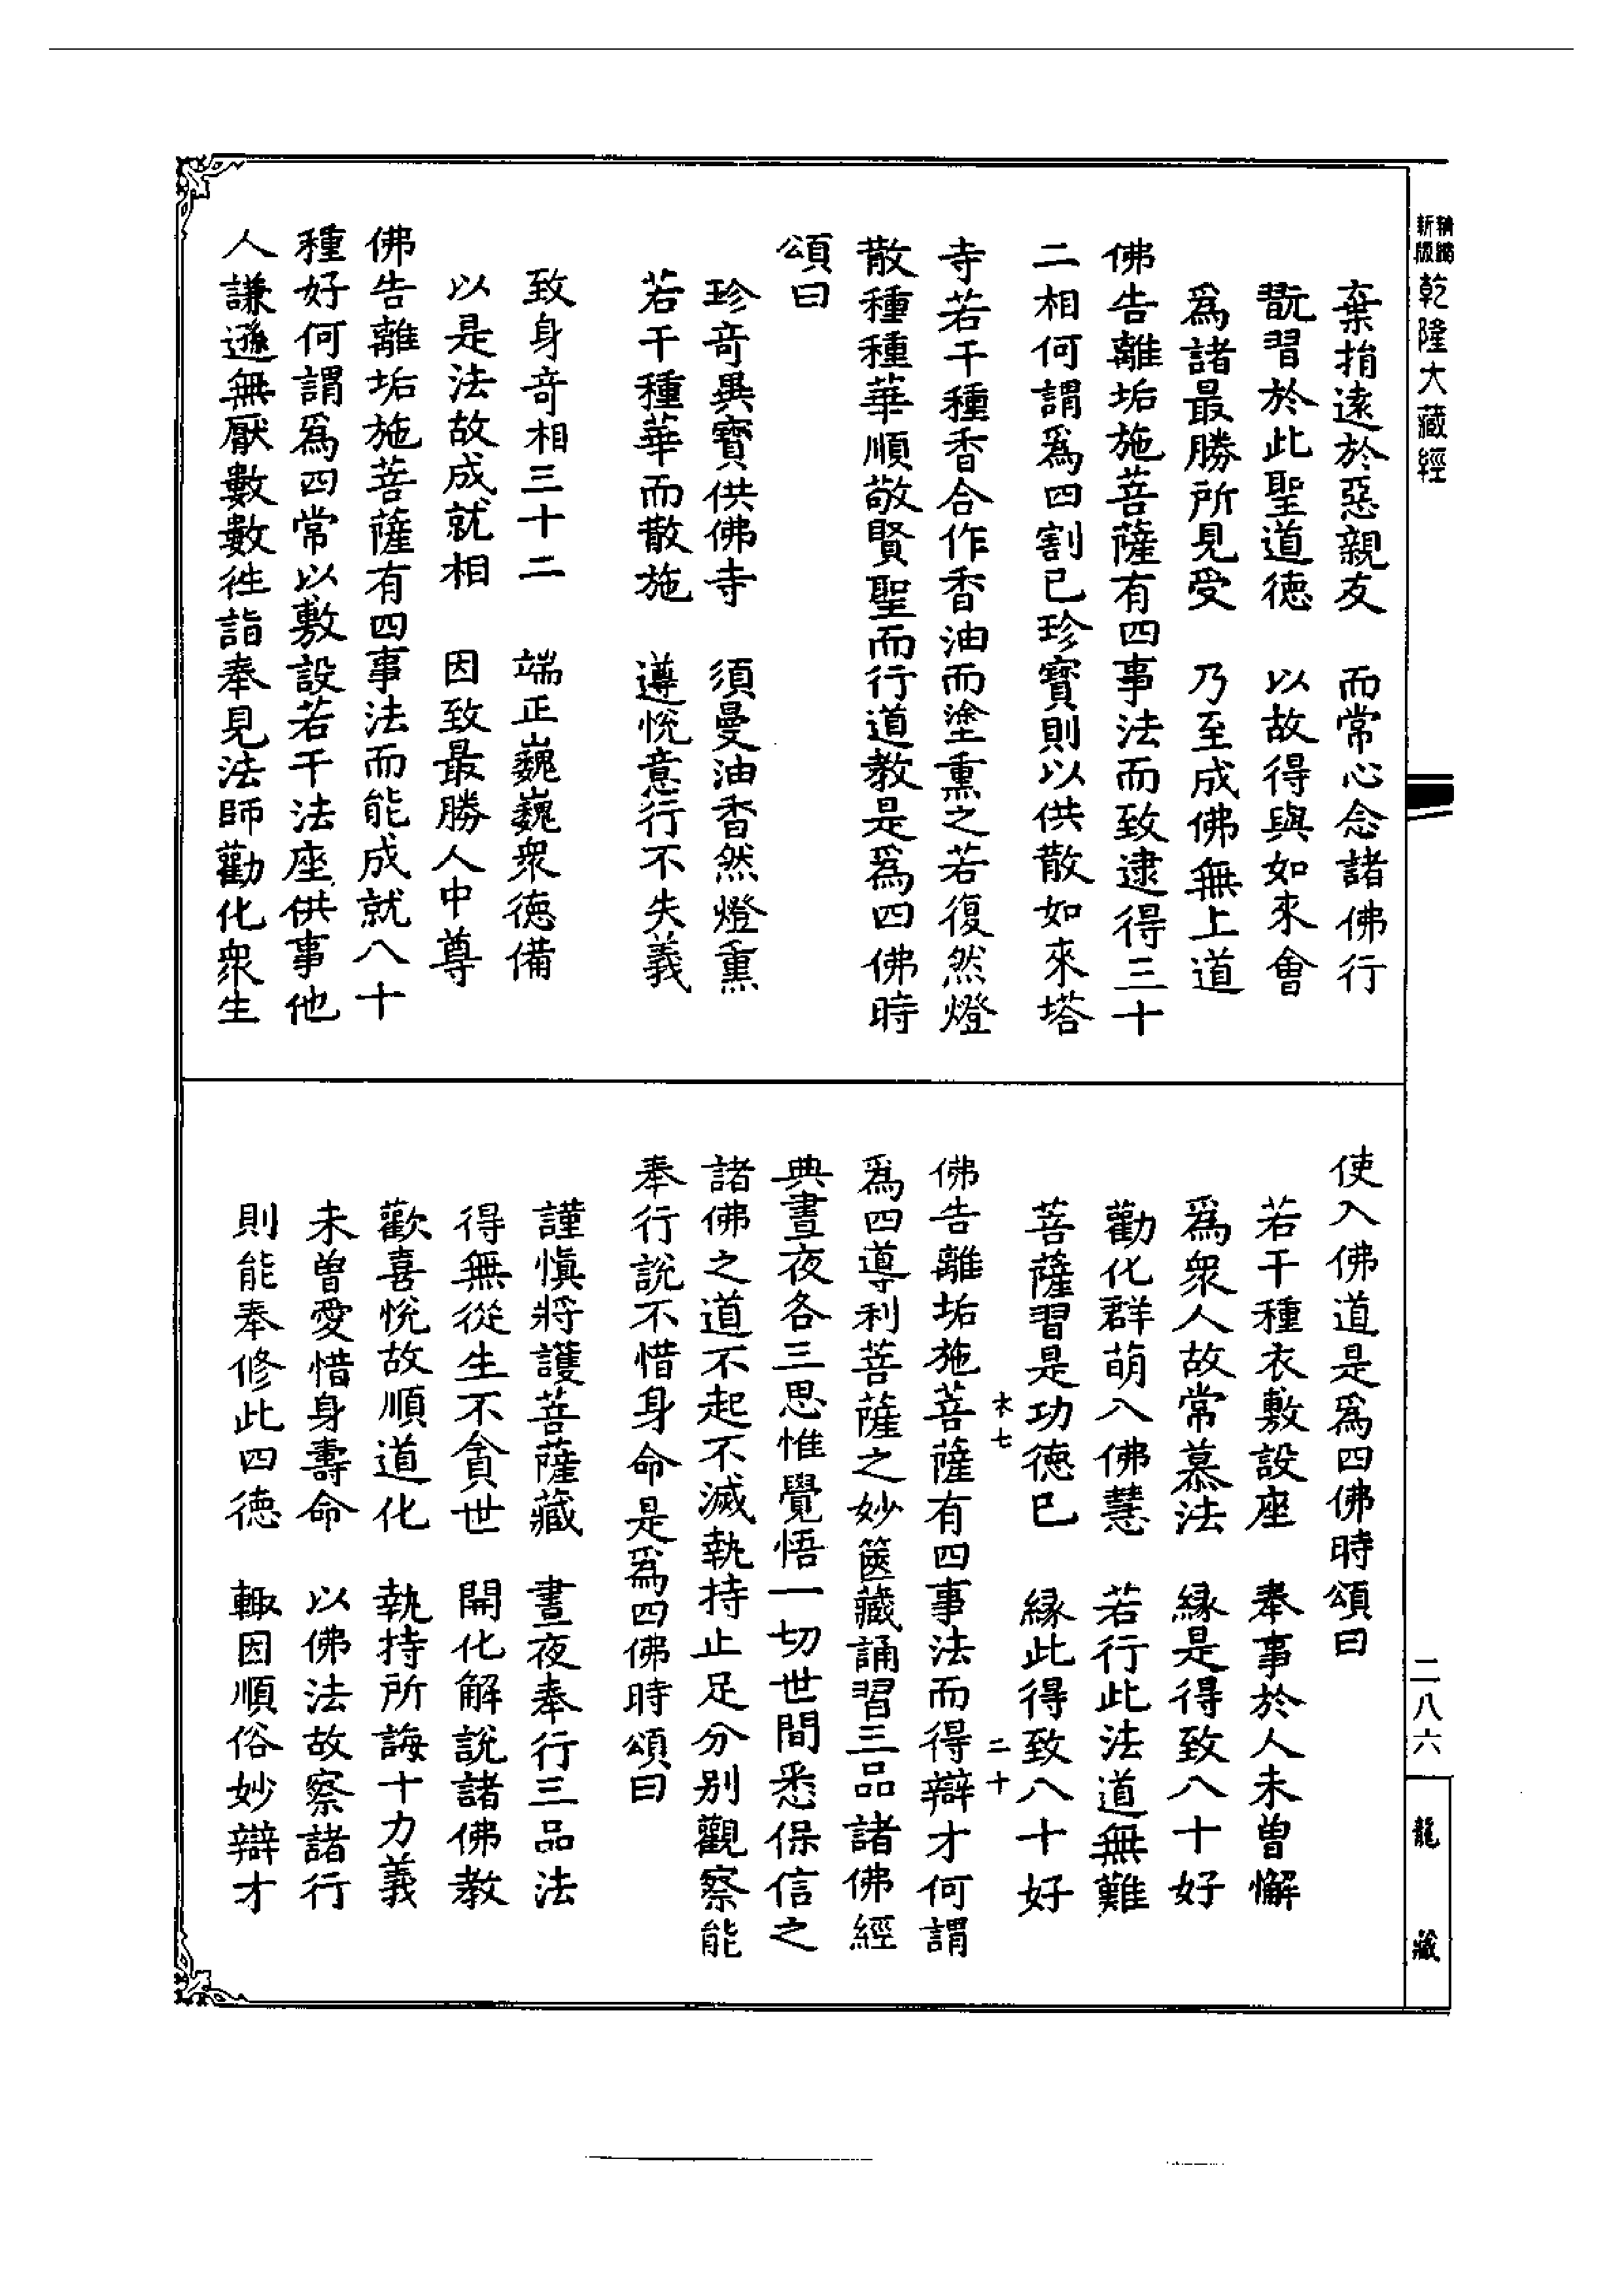 精編新版乾隆大藏經
棄捐遠於惡親友　而常心念諸佛行
翫習於此聖道德　以故得與如來會
爲諸最勝所見受　乃至成佛無上道
佛告離垢施菩薩有四事法而致逮得三十
二相何謂爲四割已珍寶則以供散如來塔
寺若干種香合作香油而塗熏之若復然燈
散種種華順敬賢聖而行道教是爲四佛時
頌曰
珍奇異寶供佛寺　須曼油香然燈熏
若干種華而散施　遵悅意行不失義
致身奇相三十二　端正巍巍衆德備
以是法故成就相　因致最勝人中尊
佛告離垢施菩薩有四事法而能成就八十
種好何謂爲四常以敷設若干法座供事他
人謙遜無厭數數往詣奉見法師勸化衆生
使入佛道是爲四佛時頌曰
若干種衣敷設座　奉事於人未曾懈
爲衆人故常慕法　緣是得致八十好
勸化群萌入佛慧　若行此法道無難
菩薩習是功德已　緣此得致八十好
木七　二十
佛告離垢施菩薩有四事法而得辯才何謂
爲四遵利菩薩之妙篋藏誦習三品諸佛經
典晝夜各三思惟覺悟一切世間悉保信之
諸佛之道不起不滅執持止足分別觀察能
奉行說不惜身命是爲四佛時頌曰
謹愼將護菩薩藏　晝夜奉行三品法
得無從生不貪世　開化解說諸佛教
歡喜悅故順道化　執持所誨十力義
未曾愛惜身壽命　以佛法故察諸行
則能奉修此四德　輙因順俗妙辯才
二八六
龍藏